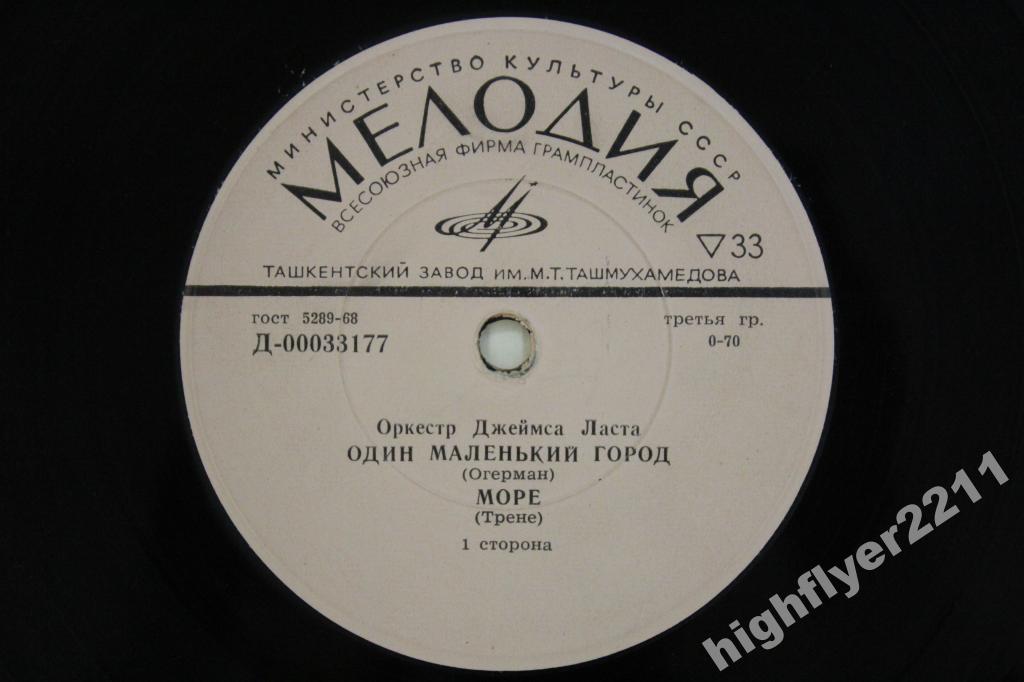 МИНИСТЕРСТВО КУЛЬТУРЫ СССР
МЕЛОДИЯ
ВСЕСОЮЗНАЯ ФИРМА ГРАМПЛАСТИНОК
▽33
ТАШКЕНТСКИЙ ЗАВОД ИМ. М.Т. ТАШМУХАМЕДОВА
гост 5289-68
третья гр.
Д-00033177
0-70
Оркестр Джеймса Ласта
ОДИН МАЛЕНЬКИЙ ГОРОД
(Огерман)
МОРЕ
(Трене)
1 сторона
highflyer2211